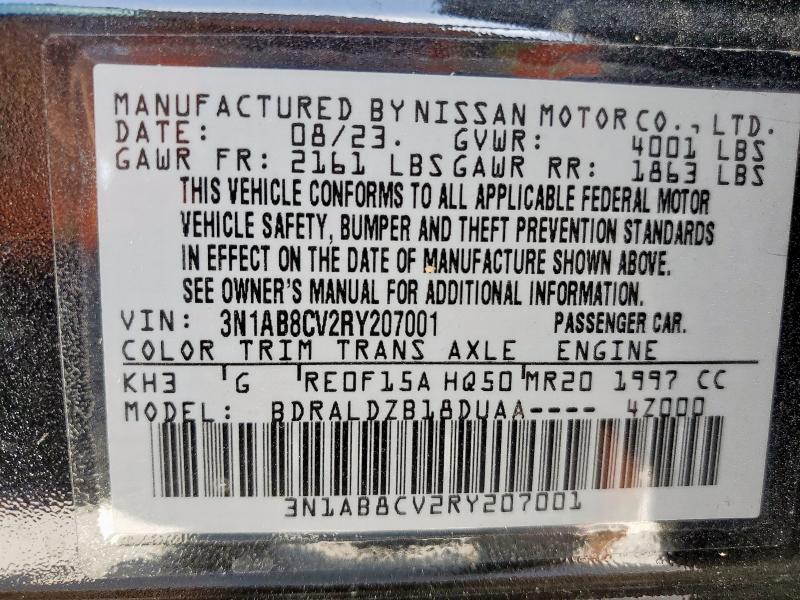 MANUFACTURED BY NISSAN MOTOR CO., LTD.
DATE: 08/23. GVWR: 4001 LBS
GAWR FR: 2161 LBS GAWR RR: 1863 LBS
THIS VEHICLE CONFORMS TO ALL APPLICABLE FEDERAL MOTOR
VEHICLE SAFETY, BUMPER AND THEFT PREVENTION STANDARDS
IN EFFECT ON THE DATE OF MANUFACTURE SHOWN ABOVE.
SEE OWNER'S MANUAL FOR ADDITIONAL INFORMATION.
VIN: 3N1AB8CV2RY207001 PASSENGER CAR.
COLOR TRIM TRANS AXLE ENGINE
KH3 G RE0F15A HQ50 MR20 1997 CC
MODEL: BDRALDZB18DUAA---- 4Z000
3N1AB8CV2RY207001